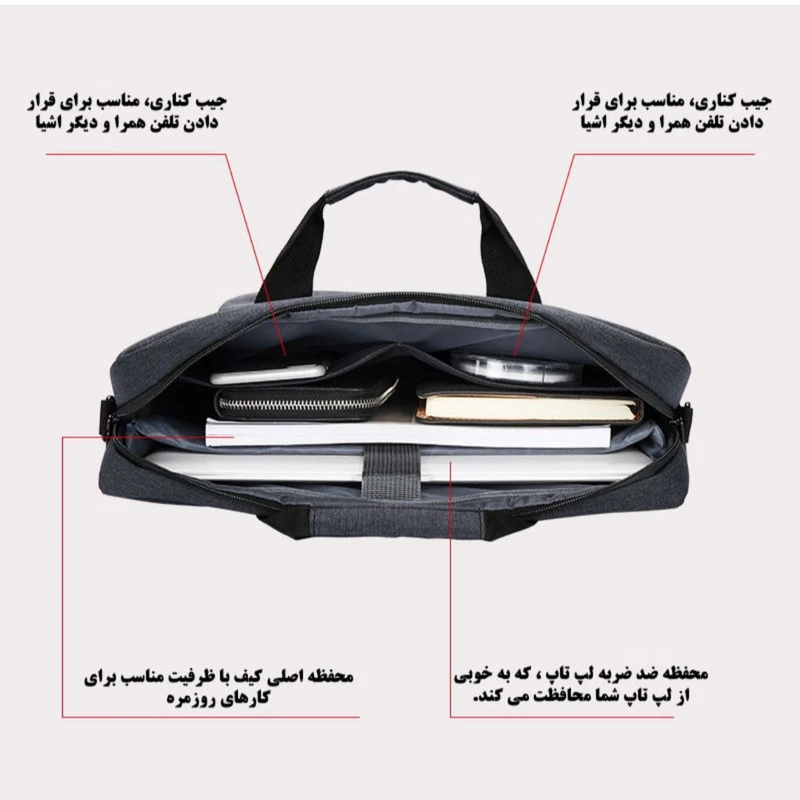 جیب کناری، مناسب برای قرار
دادن تلفن همرا و دیگر اشیا
جیب کناری، مناسب برای قرار
دادن تلفن همرا و دیگر اشیا
محفظه ضد ضربه لپ تاپ ، که به خوبی
از لپ تاپ شما محافظت می کند.
محفظه اصلی کیف با ظرفیت مناسب برای
کارهای روزمره